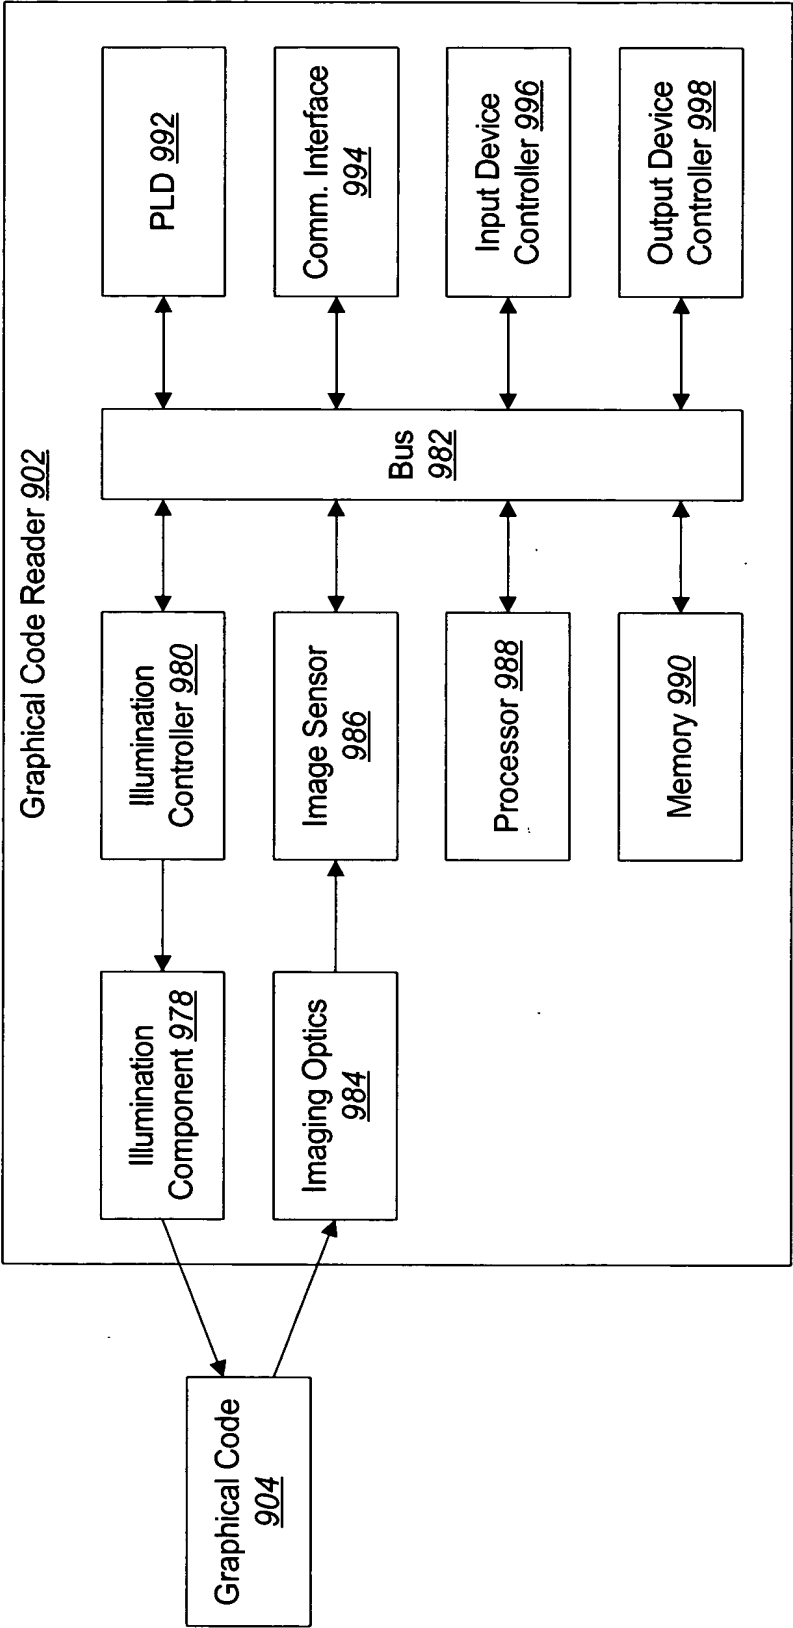 Graphical Code Reader 902
Graphical Code
904
Illumination
Component 978
Illumination
Controller 980
PLD 992
Imaging Optics
984
Image Sensor
986
Bus
982
Comm. Interface
994
Processor 988
Input Device
Controller 996
Memory 990
Output Device
Controller 998